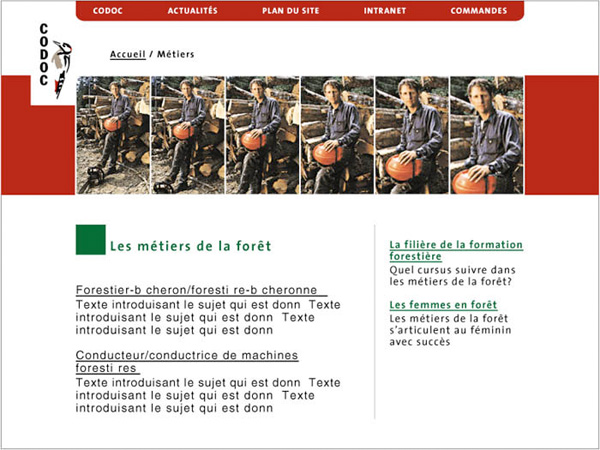 CODOC ACTUALITÉS PLAN DU SITE INTRANET COMMANDES
CODOC
Accueil / Métiers
Les métiers de la forêt
Forestier-b cheron/foresti re-b cheronne
Texte introduisant le sujet qui est donn Texte
introduisant le sujet qui est donn Texte
introduisant le sujet qui est donn
Conducteur/conductrice de machines
foresti res
Texte introduisant le sujet qui est donn Texte
introduisant le sujet qui est donn Texte
introduisant le sujet qui est donn
La filière de la formation
forestière
Quel cursus suivre dans
les métiers de la forêt?
Les femmes en forêt
Les métiers de la forêt
s'articulent au féminin
avec succès